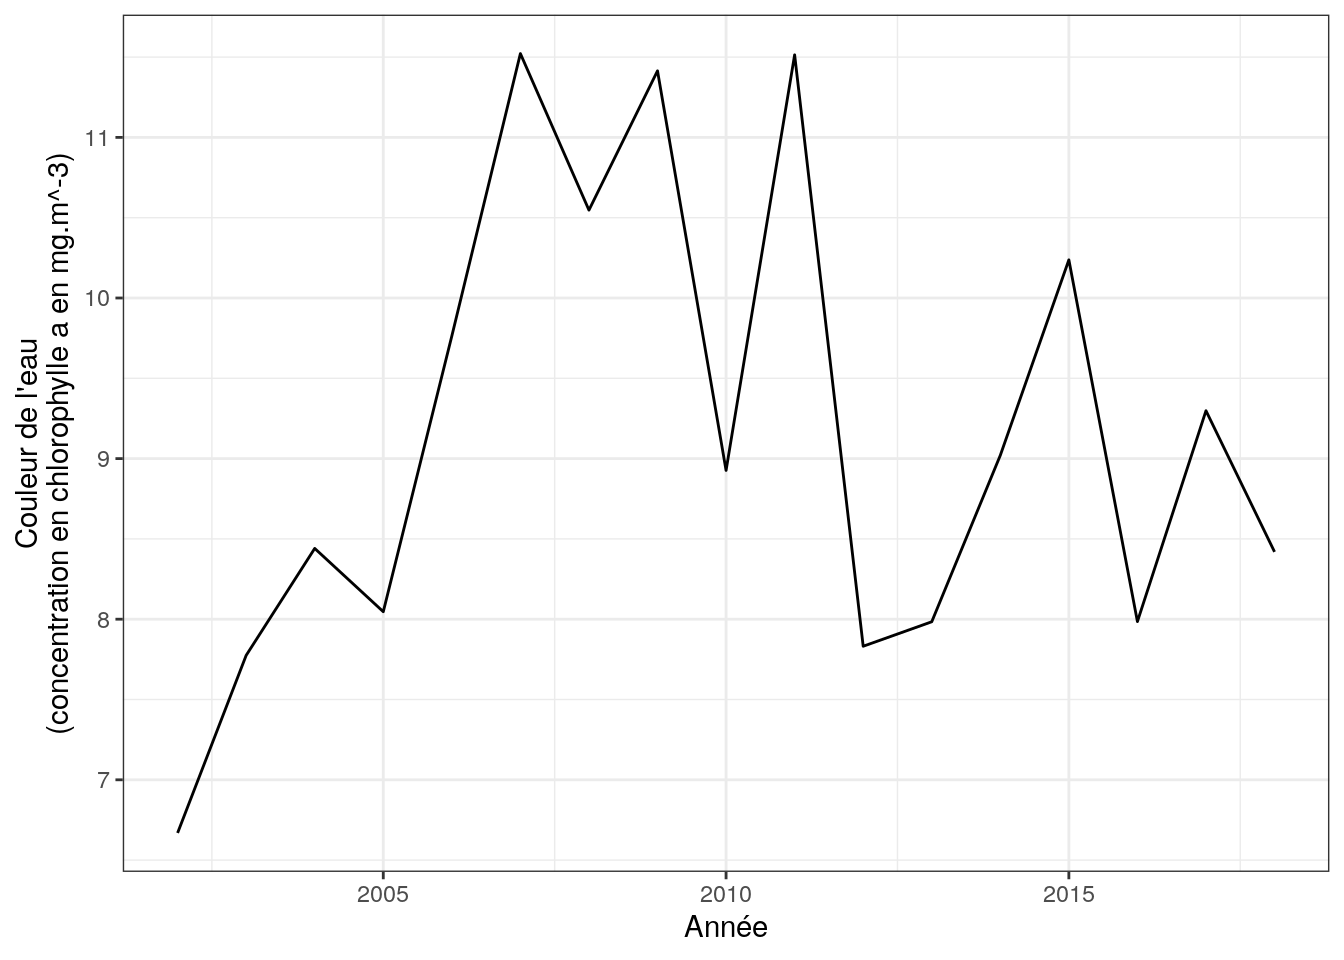 Couleur de l'eau
(concentration en chlorophylle a en mg.m^-3)
11
10
9
8
7
2005
2010
2015
Année